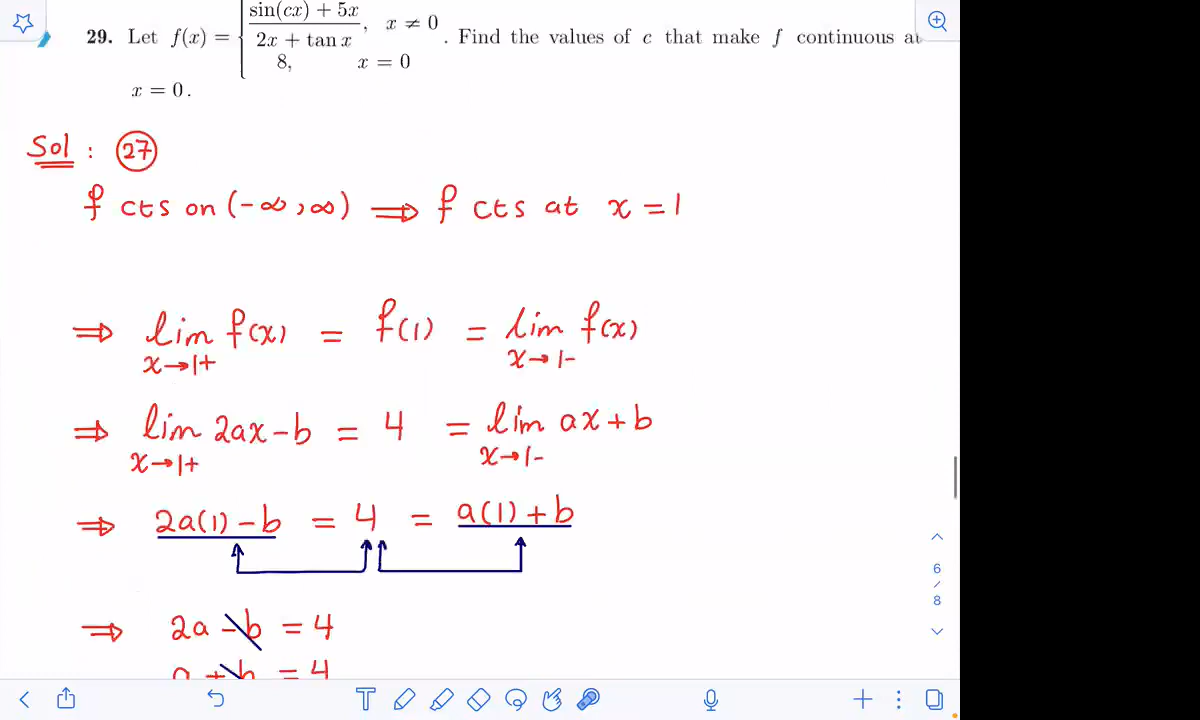 29. Let f(x) = { (sin(cx) + 5x)/(2x + tan x), x ≠ 0 . Find the values of c that make f continuous at
8, x = 0
x = 0.
Sol : 27
f cts on (-∞, ∞) ⟹ f cts at x = 1
⟹ lim x→1+ f(x) = f(1) = lim x→1- f(x)
⟹ lim x→1+ 2ax - b = 4 = lim x→1- ax + b
⟹ 2a(1) - b = 4 = a(1) + b
⟹ 2a - b = 4
a + b = 4
6
/
8